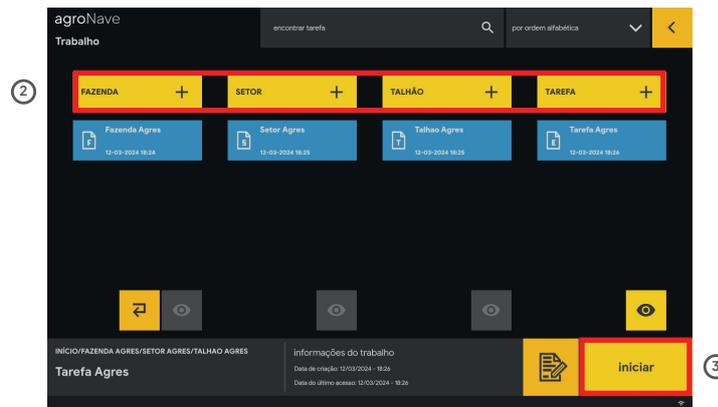 agroNave
Trabalho
encontrar tarefa
por ordem alfabética
2
FAZENDA +
SETOR +
TALHÃO +
TAREFA +
F
Fazenda Agres
12-03-2024 18:24
S
Setor Agres
12-03-2024 18:25
T
Talhao Agres
12-03-2024 18:25
E
Tarefa Agres
12-03-2024 18:26
INÍCIO/FAZENDA AGRES/SETOR AGRES/TALHAO AGRES
Tarefa Agres
informações do trabalho
Data de criação: 12/03/2024 - 18:26
Data do último acesso: 12/03/2024 - 18:26
iniciar
3